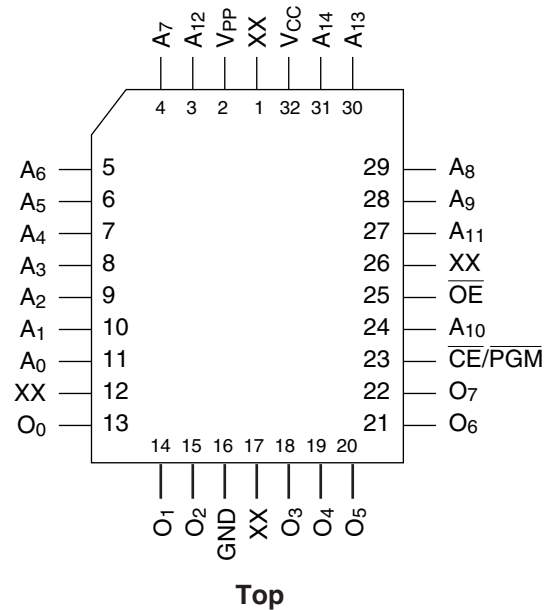 A7 A12 VPP XX VCC A14 A13
4 3 2 1 32 31 30
A6 5 29 A8
A5 6 28 A9
A4 7 27 A11
A3 8 26 XX
A2 9 25 OE
A1 10 24 A10
A0 11 23 CE/PGM
XX 12 22 O7
O0 13 21 O6
14 15 16 17 18 19 20
O1 O2 GND XX O3 O4 O5
Top